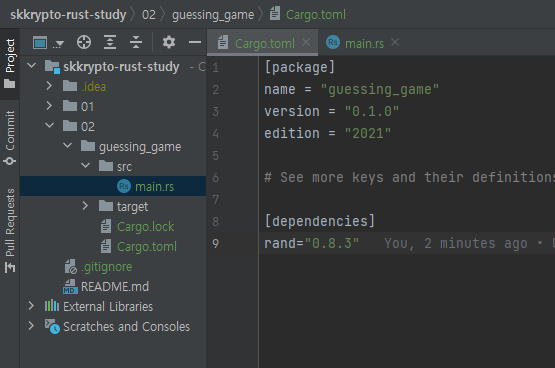 skkrypto-rust-study 02 guessing_game Cargo.toml
Project
Commit
Pull Requests
skkrypto-rust-study
.idea
01
02
guessing_game
src
main.rs
target
Cargo.lock
Cargo.toml
.gitignore
README.md
External Libraries
Scratches and Consoles
Cargo.toml main.rs
1 [package]
2 name = "guessing_game"
3 version = "0.1.0"
4 edition = "2021"
5
6 # See more keys and their definitions
7
8 [dependencies]
9 rand="0.8.3" You, 2 minutes ago •